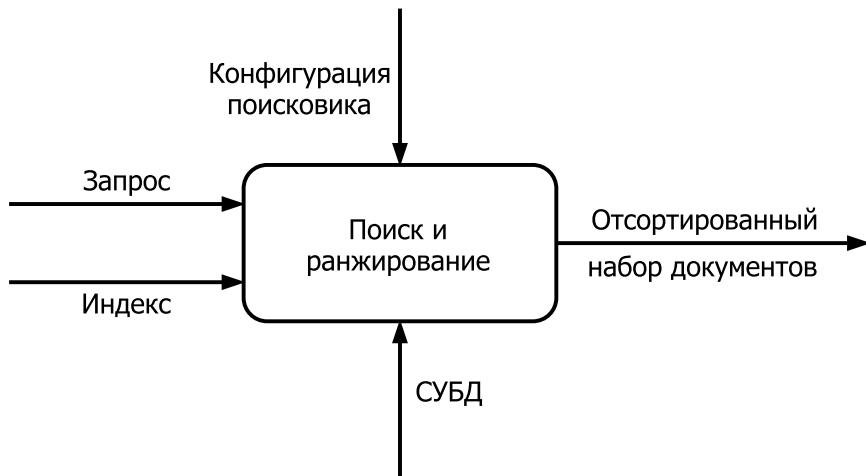 Конфигурация
поисковика
Запрос
Индекс
Поиск и
ранжирование
Отсортированный
набор документов
СУБД